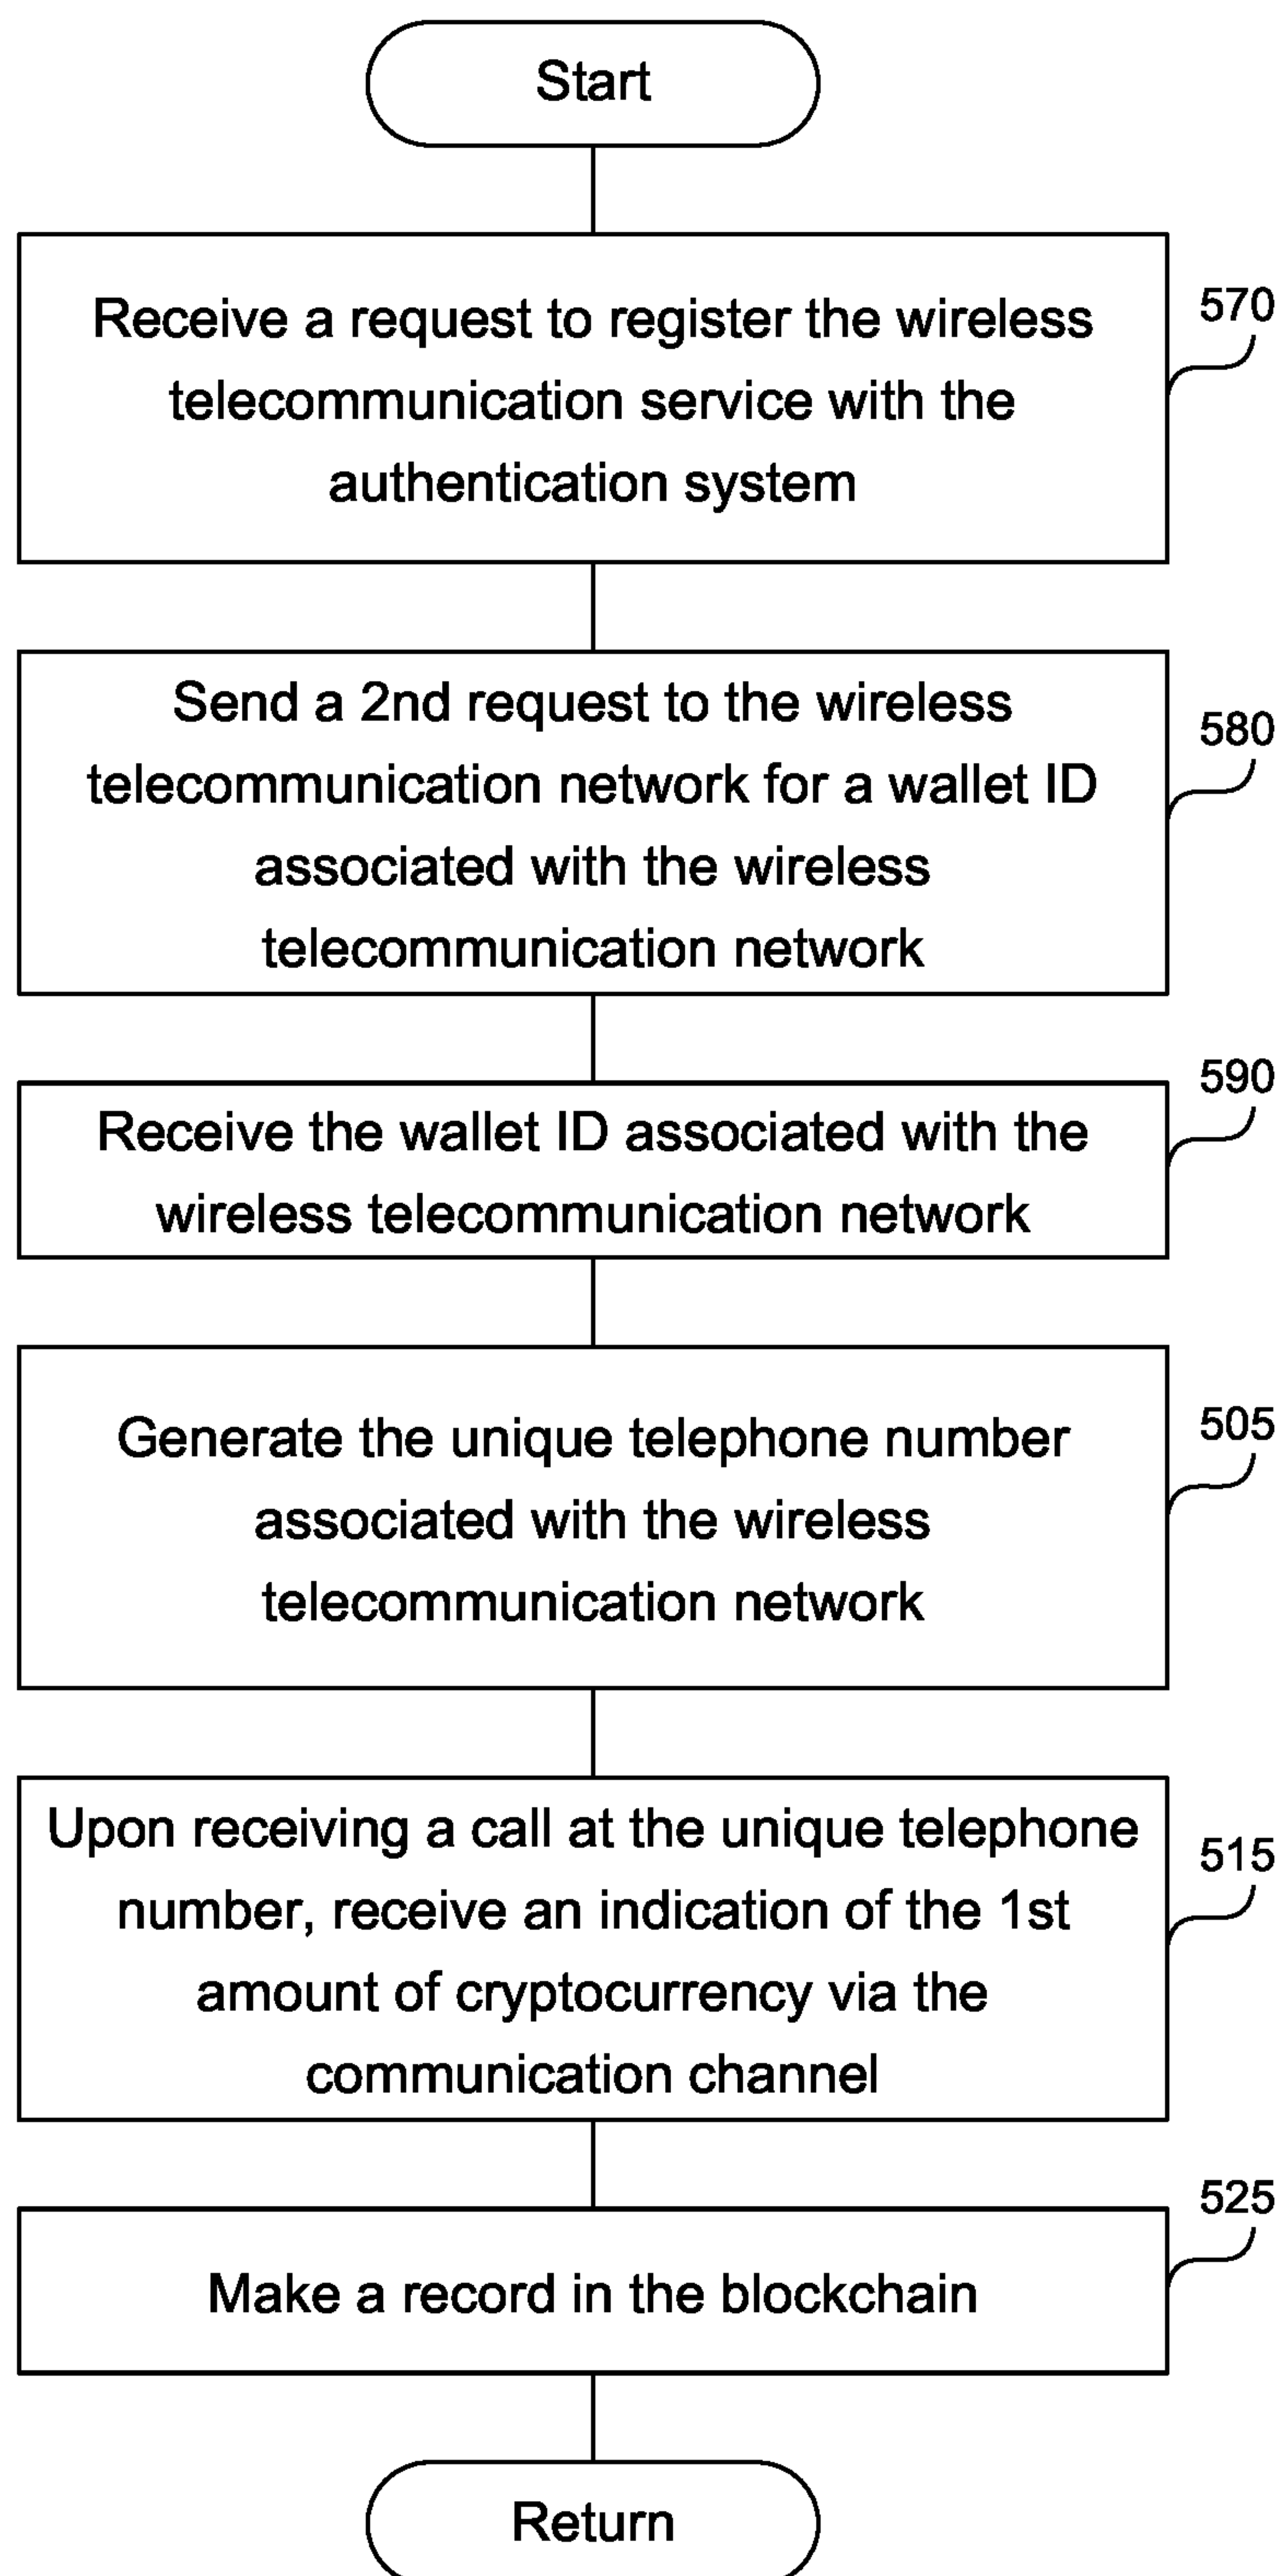 Start
Receive a request to register the wireless
telecommunication service with the
authentication system
570
Send a 2nd request to the wireless
telecommunication network for a wallet ID
associated with the wireless
telecommunication network
580
Receive the wallet ID associated with the
wireless telecommunication network
590
Generate the unique telephone number
associated with the wireless
telecommunication network
505
Upon receiving a call at the unique telephone
number, receive an indication of the 1st
amount of cryptocurrency via the
communication channel
515
Make a record in the blockchain
525
Return